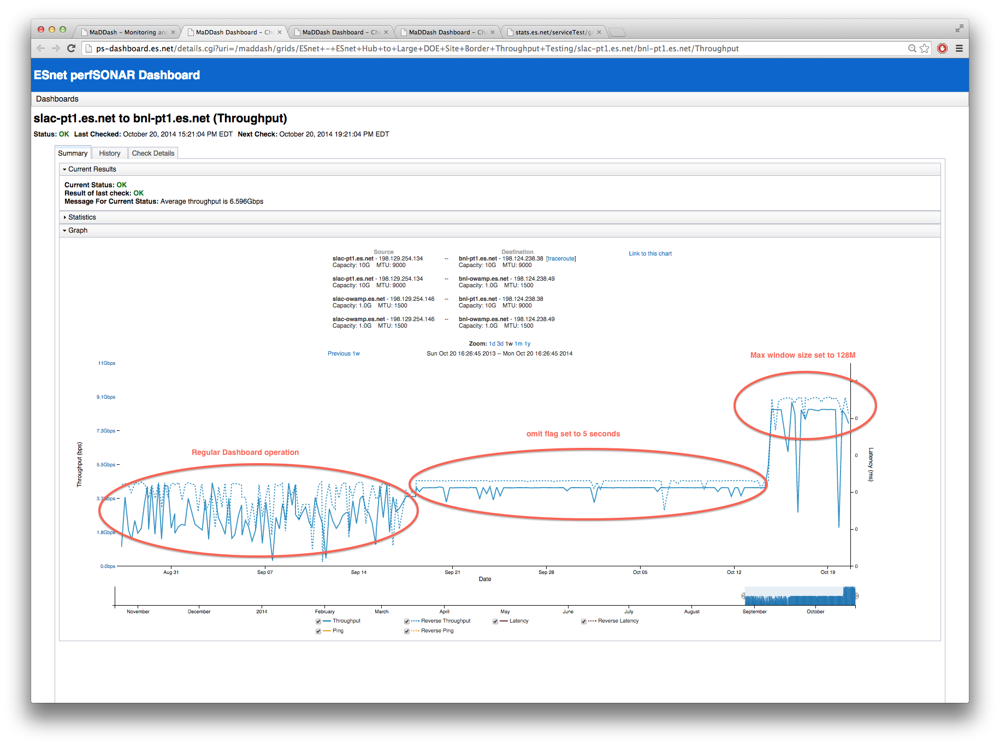 MaDDash – Monitoring an
MaDDash Dashboard – Ch
MaDDash Dashboard – Ch
MaDDash Dashboard – Ch
stats.es.net/serviceTest/g
ps-dashboard.es.net/details.cgi?uri=/maddash/grids/ESnet+-+ESnet+Hub+to+Large+DOE+Site+Border+Throughput+Testing/slac-pt1.es.net/bnl-pt1.es.net/Throughput
ESnet perfSONAR Dashboard
Dashboards
slac-pt1.es.net to bnl-pt1.es.net (Throughput)
Status: OK Last Checked: October 20, 2014 15:21:04 PM EDT Next Check: October 20, 2014 19:21:04 PM EDT
Summary History Check Details
Current Results
Current Status: OK
Result of last check: OK
Message For Current Status: Average throughput is 6.596Gbps
Statistics
Graph
Source Destination
slac-pt1.es.net - 198.129.254.134 -- bnl-pt1.es.net - 198.124.238.38 [traceroute]
Capacity: 10G MTU: 9000 Capacity: 10G MTU: 9000
Link to this chart
slac-pt1.es.net - 198.129.254.134 -- bnl-owamp.es.net - 198.124.238.49
Capacity: 10G MTU: 9000 Capacity: 1.0G MTU: 1500
slac-owamp.es.net - 198.129.254.146 -- bnl-pt1.es.net - 198.124.238.38
Capacity: 1.0G MTU: 1500 Capacity: 10G MTU: 9000
slac-owamp.es.net - 198.129.254.146 -- bnl-owamp.es.net - 198.124.238.49
Capacity: 1.0G MTU: 1500 Capacity: 1.0G MTU: 1500
Zoom: 1d 3d 1w 1m 1y
Previous 1w Sun Oct 20 16:26:45 2013 -- Mon Oct 20 16:26:45 2014
Max window size set to 128M
omit flag set to 5 seconds
Regular Dashboard operation
11Gbps
9.1Gbps
7.3Gbps
5.5Gbps
3.7Gbps
1.8Gbps
0.0bps
Throughput (bps)
0
0
0
0
0
0
Latency (ms)
Aug 31 Sep 07 Sep 14 Sep 21 Sep 28 Oct 05 Oct 12 Oct 19
Date
November December 2014 February March April May June July August September October
Throughput Reverse Throughput Latency Reverse Latency
Ping Reverse Ping